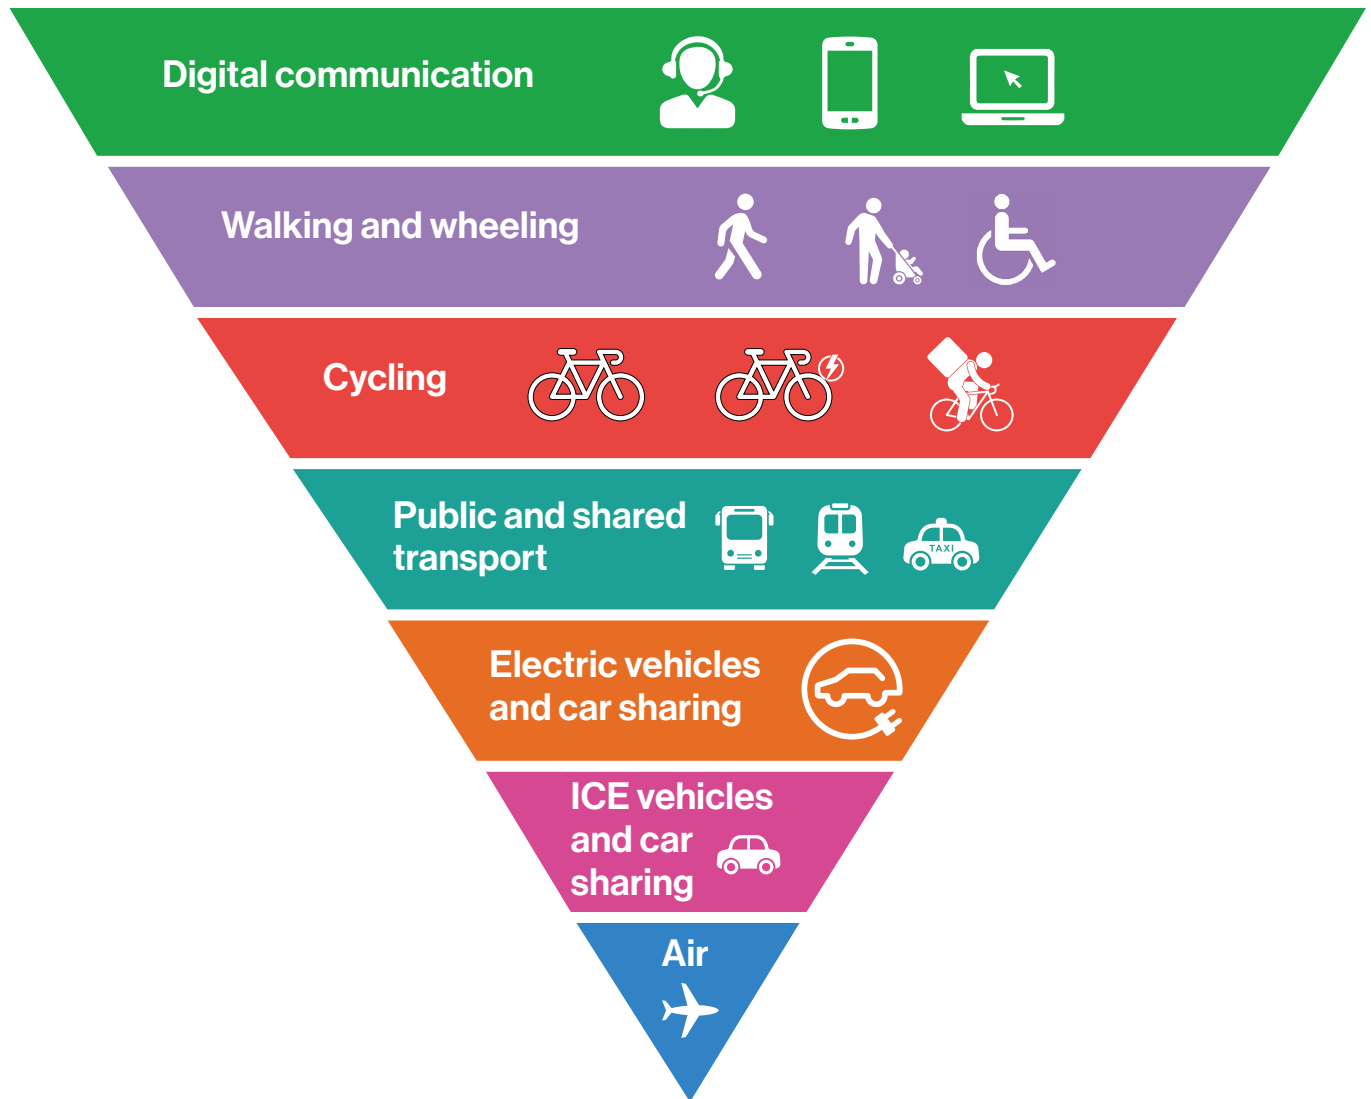 Digital communication
Walking and wheeling
Cycling
Public and shared
transport
TAXI
Electric vehicles
and car sharing
ICE vehicles
and car
sharing
Air